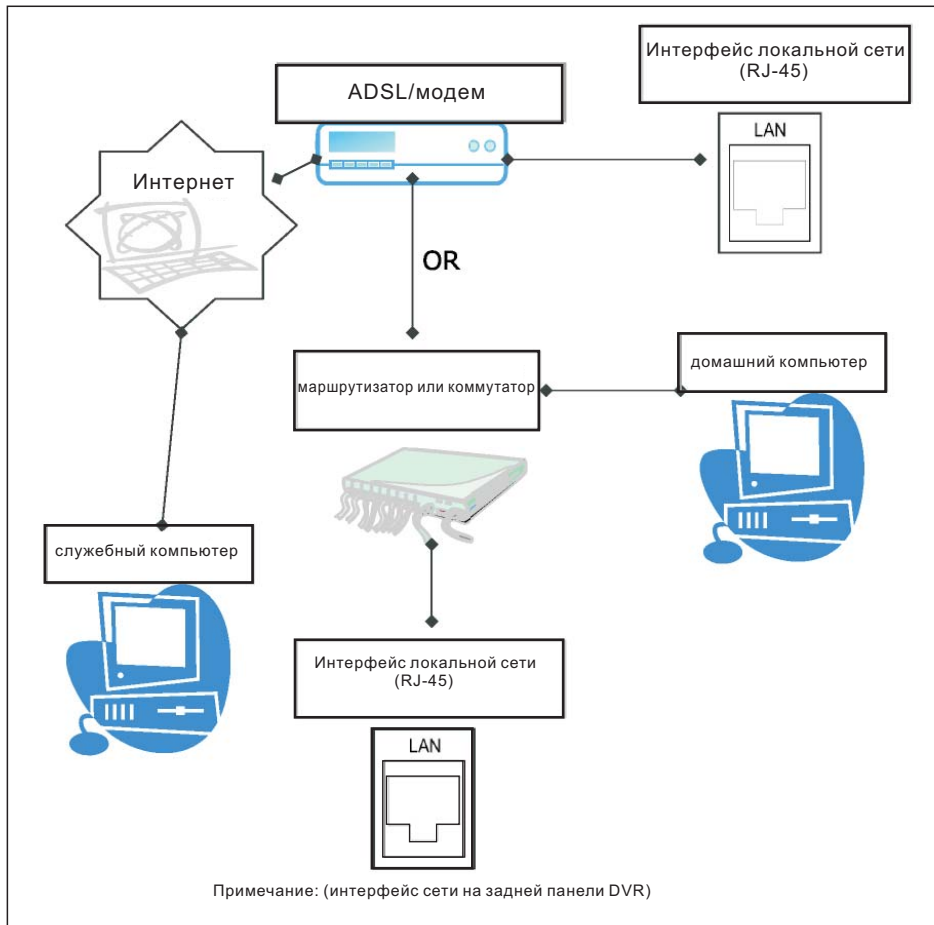 Интерфейс локальной сети
(RJ-45)
ADSL/модем
LAN
Интернет
OR
маршрутизатор или коммутатор
домашний компьютер
служебный компьютер
Интерфейс локальной сети
(RJ-45)
LAN
Примечание: (интерфейс сети на задней панели DVR)